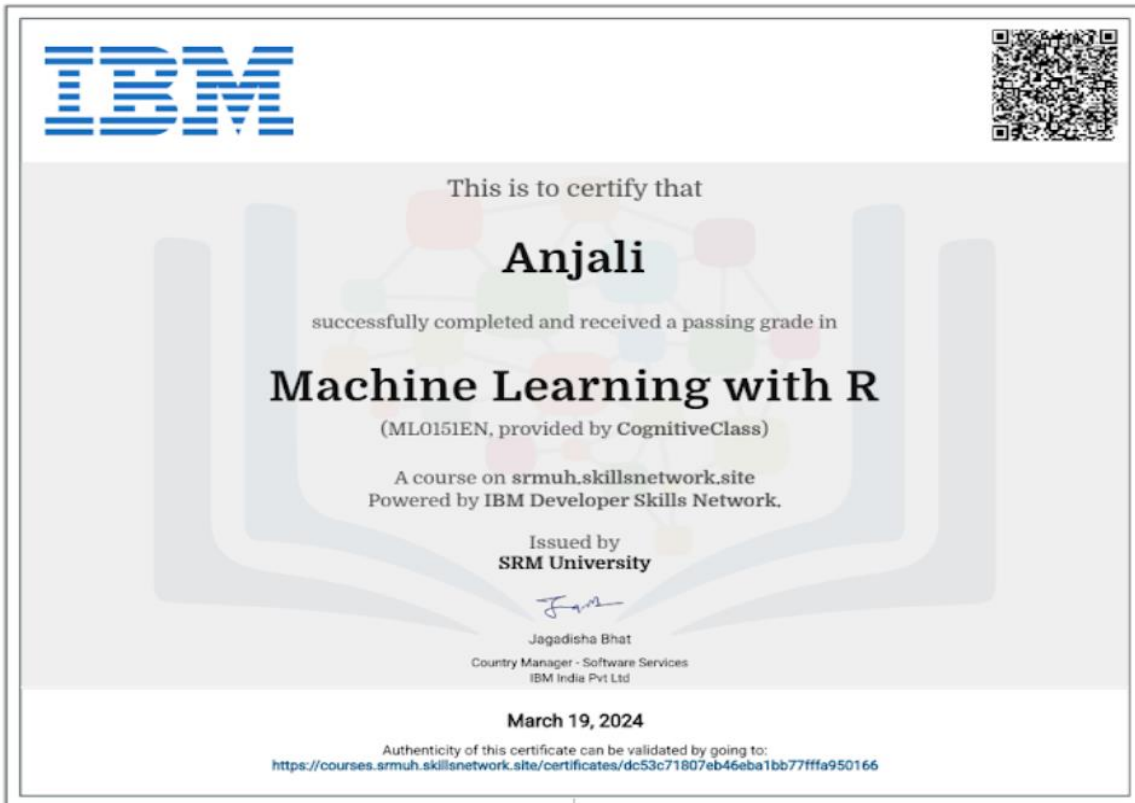 IBM
This is to certify that
Anjali
successfully completed and received a passing grade in
Machine Learning with R
(ML0151EN, provided by CognitiveClass)
A course on srmuh.skillsnetwork.site
Powered by IBM Developer Skills Network.
Issued by
SRM University
Jagadisha Bhat
Country Manager - Software Services
IBM India Pvt Ltd
March 19, 2024
Authenticity of this certificate can be validated by going to:
https://courses.srmuh.skillsnetwork.site/certificates/dc53c71807eb46eba1bb77fffa950166